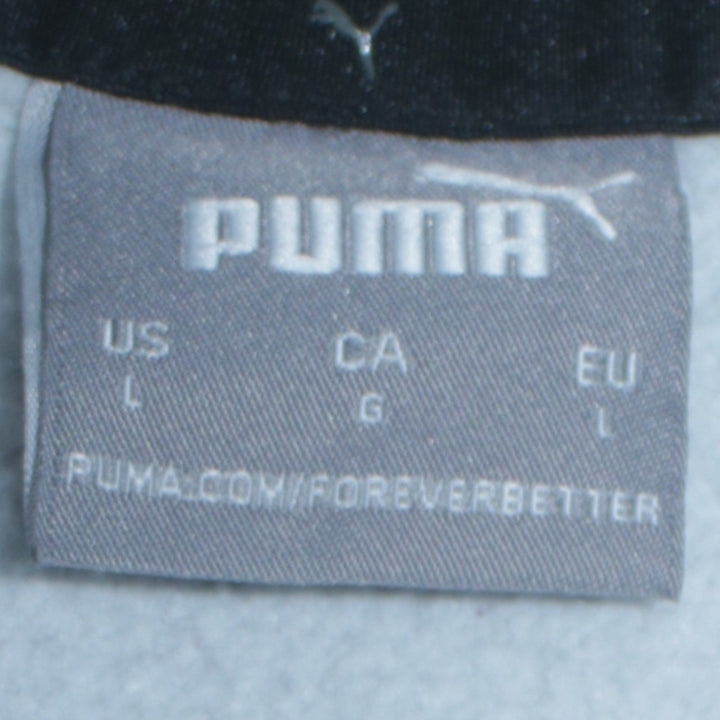 PUMA
US CA EU
L G L
PUMA.COM/FOREVERBETTER